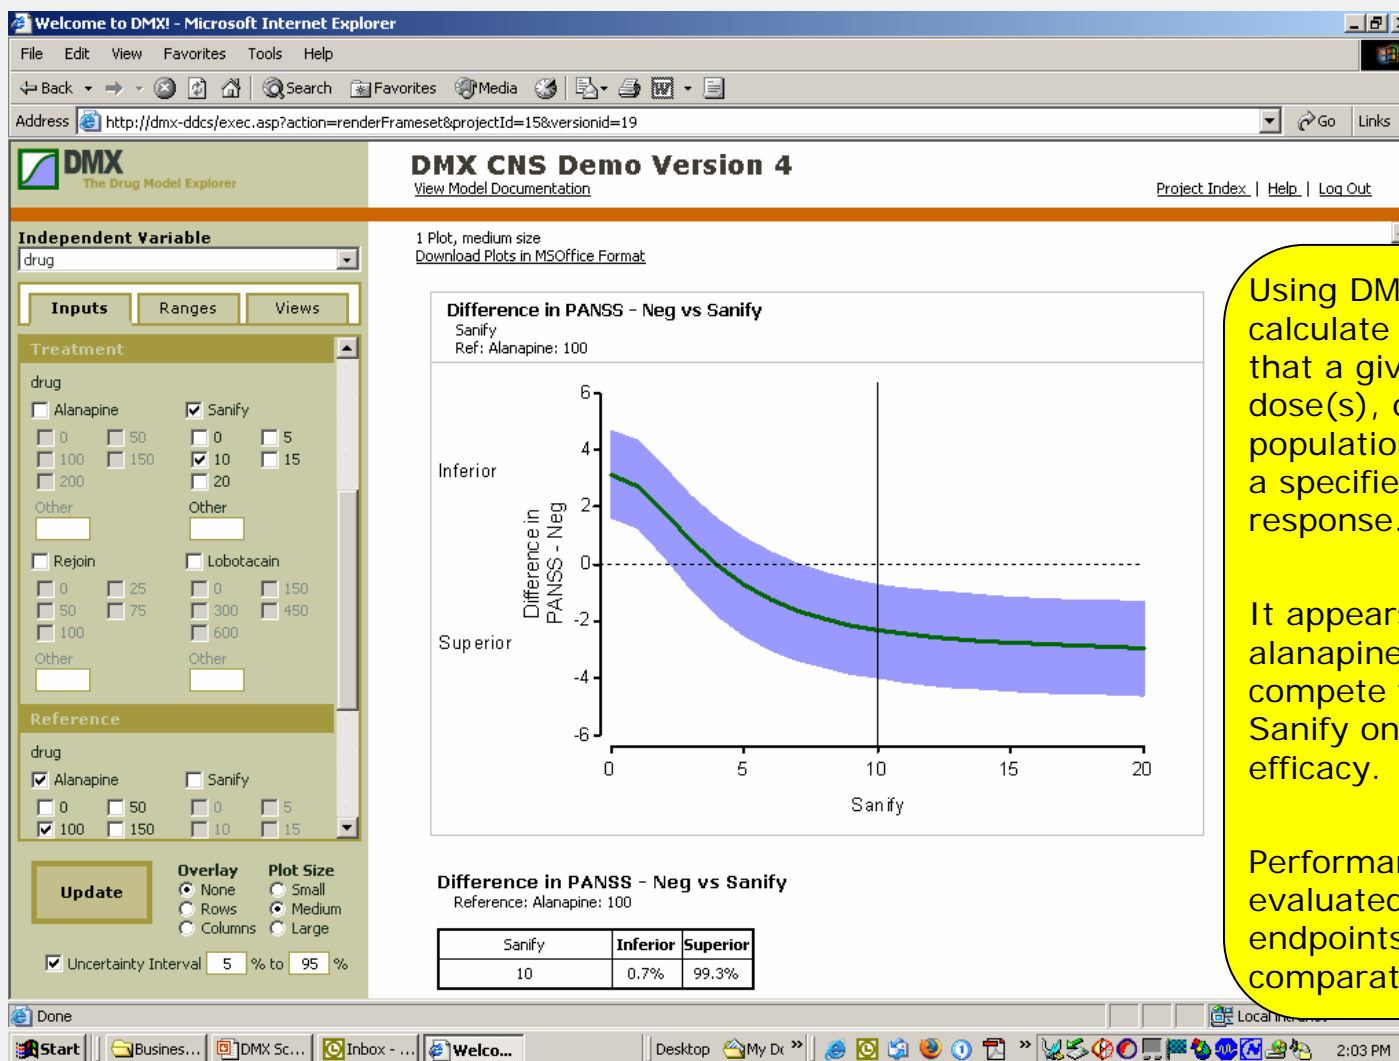 Welcome to DMX! - Microsoft Internet Explorer
File Edit View Favorites Tools Help
Back Search Favorites Media
Address http://dmx-ddcs/exec.asp?action=renderFrameset&projectId=15&versionid=19 Go Links
DMX
The Drug Model Explorer
DMX CNS Demo Version 4
View Model Documentation
Project Index | Help | Log Out
Independent Variable
drug
Inputs Ranges Views
Treatment
drug
Alanapine Sanify
0 50 0 5
100 150 10 15
200 20
Other Other
Rejoin Lobotacain
0 25 0 150
50 75 300 450
100 600
Other Other
Reference
drug
Alanapine Sanify
0 50 0 5
100 150 10 15
Update
Overlay Plot Size
None Small
Rows Medium
Columns Large
Uncertainty Interval 5 % to 95 %
1 Plot, medium size
Download Plots in MSOffice Format
Difference in PANSS - Neg vs Sanify
Sanify
Ref: Alanapine: 100
6
4
2
0
-2
-4
-6
Inferior
Superior
Difference in
PANSS - Neg
0 5 10 15 20
Sanify
Difference in PANSS - Neg vs Sanify
Reference: Alanapine: 100
Sanify Inferior Superior
10 0.7% 99.3%
Using DM
calculate
that a giv
dose(s),
populatio
a specifie
response.
It appears
alanapine
compete
Sanify on
efficacy.
Performa
evaluated
endpoints
comparat
Done
Local
Start Busines... DMX Sc... Inbox - ... Welco... Desktop My Dc 2:03 PM